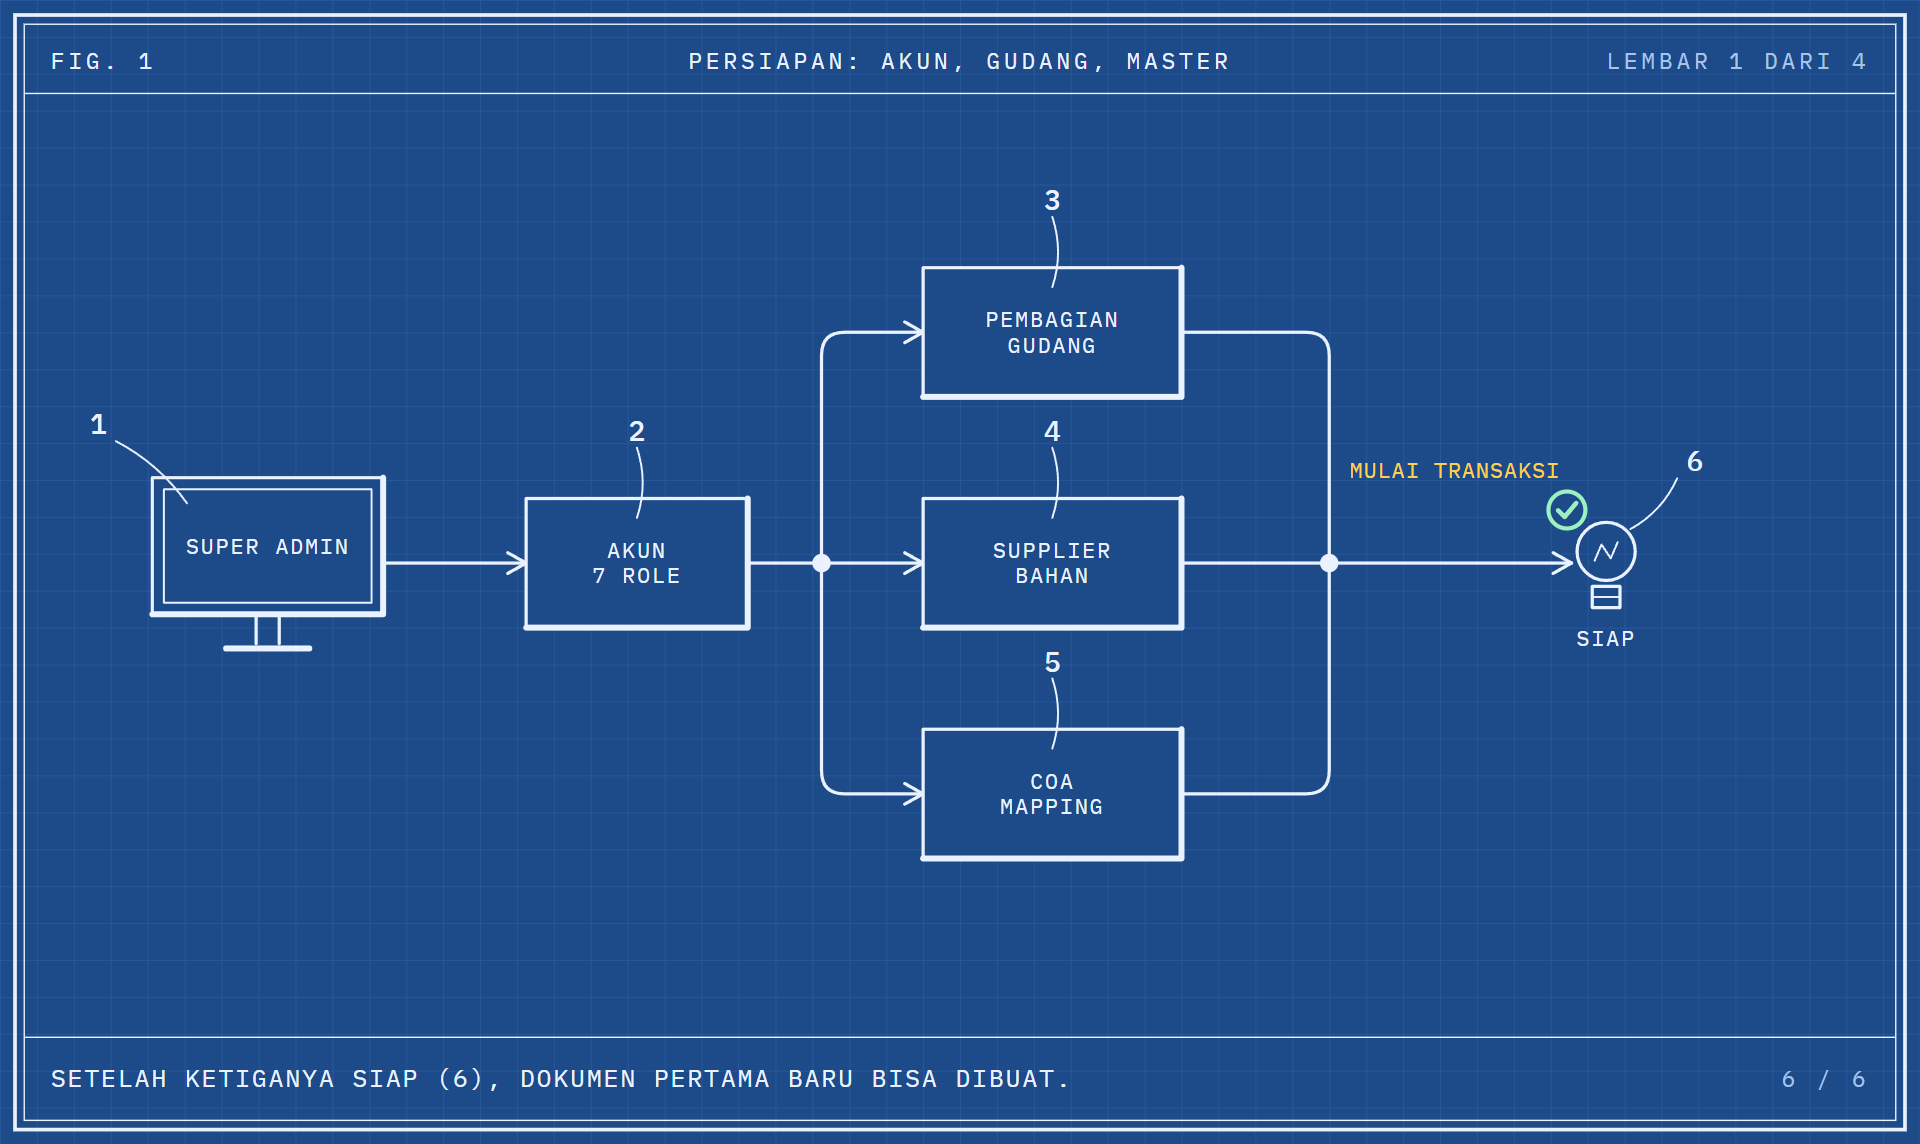 FIG. 1
PERSIAPAN: AKUN, GUDANG, MASTER
LEMBAR 1 DARI 4
3
PEMBAGIAN
GUDANG
1
SUPER ADMIN
2
AKUN
7 ROLE
4
SUPPLIER
BAHAN
MULAI TRANSAKSI
6
SIAP
5
COA
MAPPING
SETELAH KETIGANYA SIAP (6), DOKUMEN PERTAMA BARU BISA DIBUAT.
6 / 6